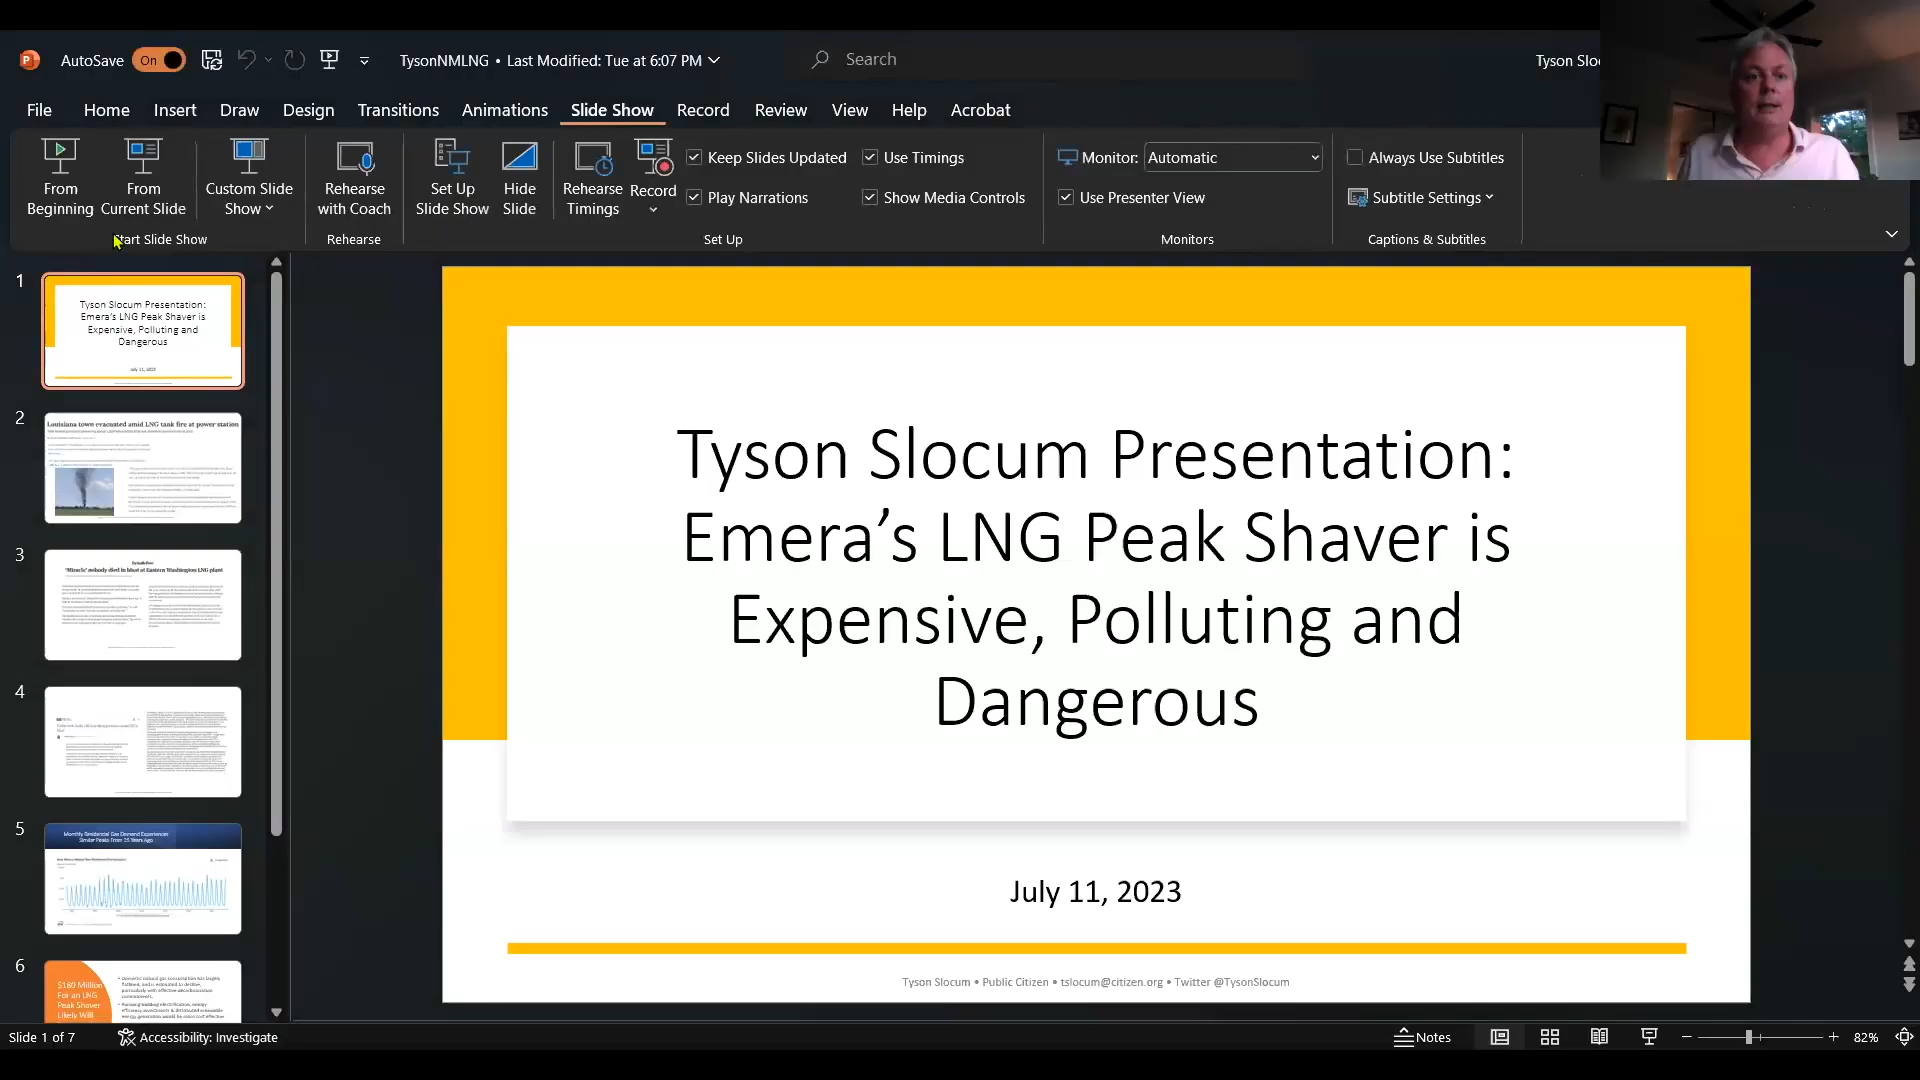 AutoSave On TysonNMLNG • Last Modified: Tue at 6:07 PM Search Tyson Sloc
File Home Insert Draw Design Transitions Animations Slide Show Record Review View Help Acrobat
From Beginning
From Current Slide
Custom Slide Show
Rehearse with Coach
Set Up Slide Show
Hide Slide
Rehearse Timings
Record
Keep Slides Updated
Play Narrations
Use Timings
Show Media Controls
Monitor: Automatic
Use Presenter View
Always Use Subtitles
Subtitle Settings
Start Slide Show
Rehearse
Set Up
Monitors
Captions & Subtitles
1
Tyson Slocum Presentation:
Emera's LNG Peak Shaver is
Expensive, Polluting and
Dangerous
July 11, 2023
2
Louisiana town evacuated amid LNG tank fire at power station
3
'Miracle' nobody died in blast at Eastern Washington LNG plant
4
5
Monthly Residential Gas Demand Experiences
Similar Peaks From 25 Years Ago
6
$180 Million
For an LNG
Peak Shaver
Likely Will
Tyson Slocum Presentation:
Emera’s LNG Peak Shaver is
Expensive, Polluting and
Dangerous
July 11, 2023
Tyson Slocum • Public Citizen • tslocum@citizen.org • Twitter @TysonSlocum
Slide 1 of 7 Accessibility: Investigate Notes 82%